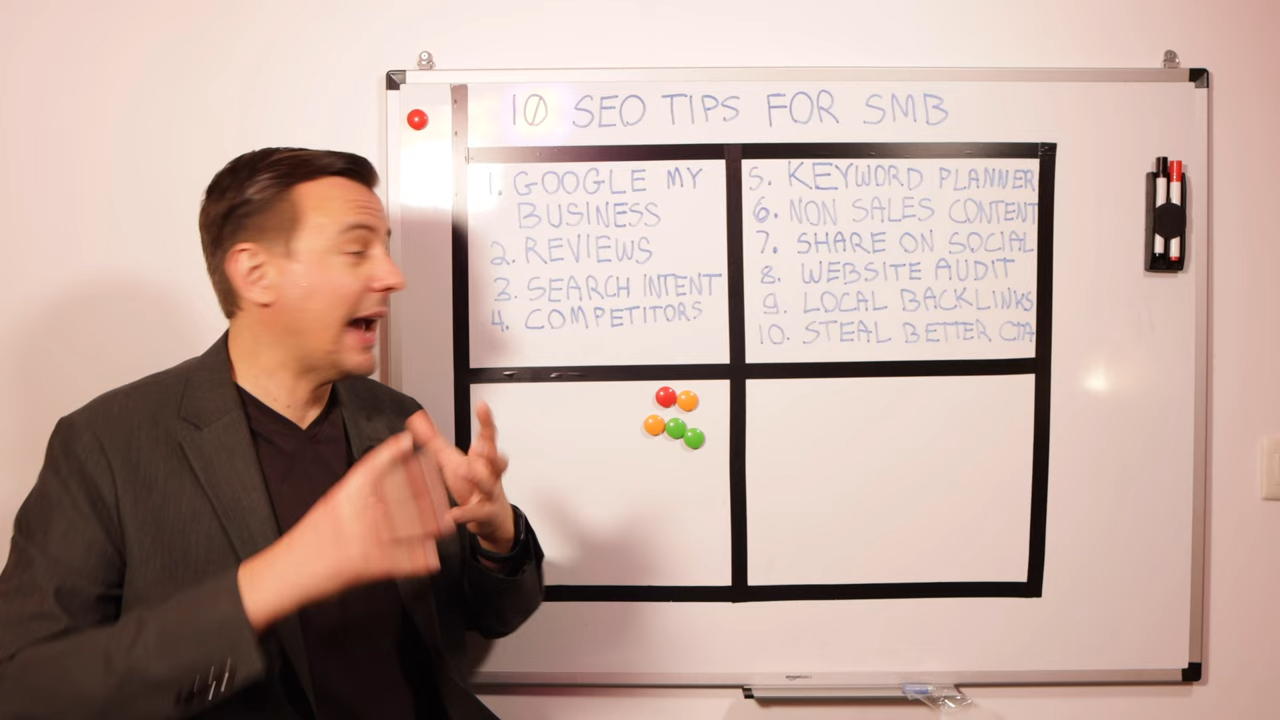 10 SEO TIPS FOR SMB
1. GOOGLE MY
BUSINESS
2. REVIEWS
3. SEARCH INTENT
4. COMPETITORS
5. KEYWORD PLANNER
6. NON SALES CONTENT
7. SHARE ON SOCIAL
8. WEBSITE AUDIT
9. LOCAL BACKLINKS
10. STEAL BETTER CTA